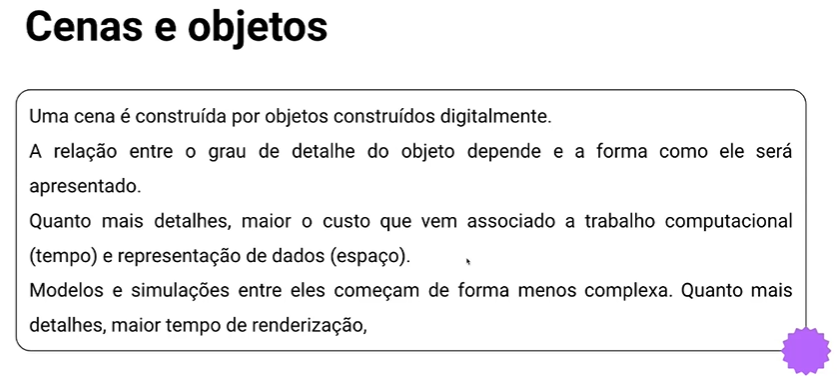 Cenas e objetos
Uma cena é construída por objetos construídos digitalmente.
A relação entre o grau de detalhe do objeto depende e a forma como ele será
apresentado.
Quanto mais detalhes, maior o custo que vem associado a trabalho computacional
(tempo) e representação de dados (espaço).
Modelos e simulações entre eles começam de forma menos complexa. Quanto mais
detalhes, maior tempo de renderização,